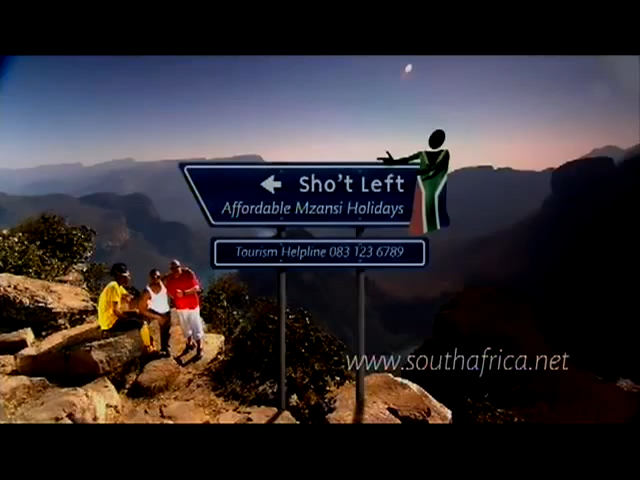 Sho't Left
Affordable Mzansi Holidays
Tourism Helpline 083 123 6789
www.southafrica.net